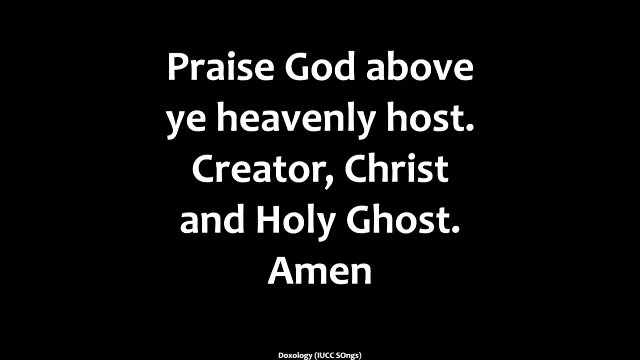 Praise God above
ye heavenly host.
Creator, Christ
and Holy Ghost.
Amen
Doxology (IUCC SOngs)